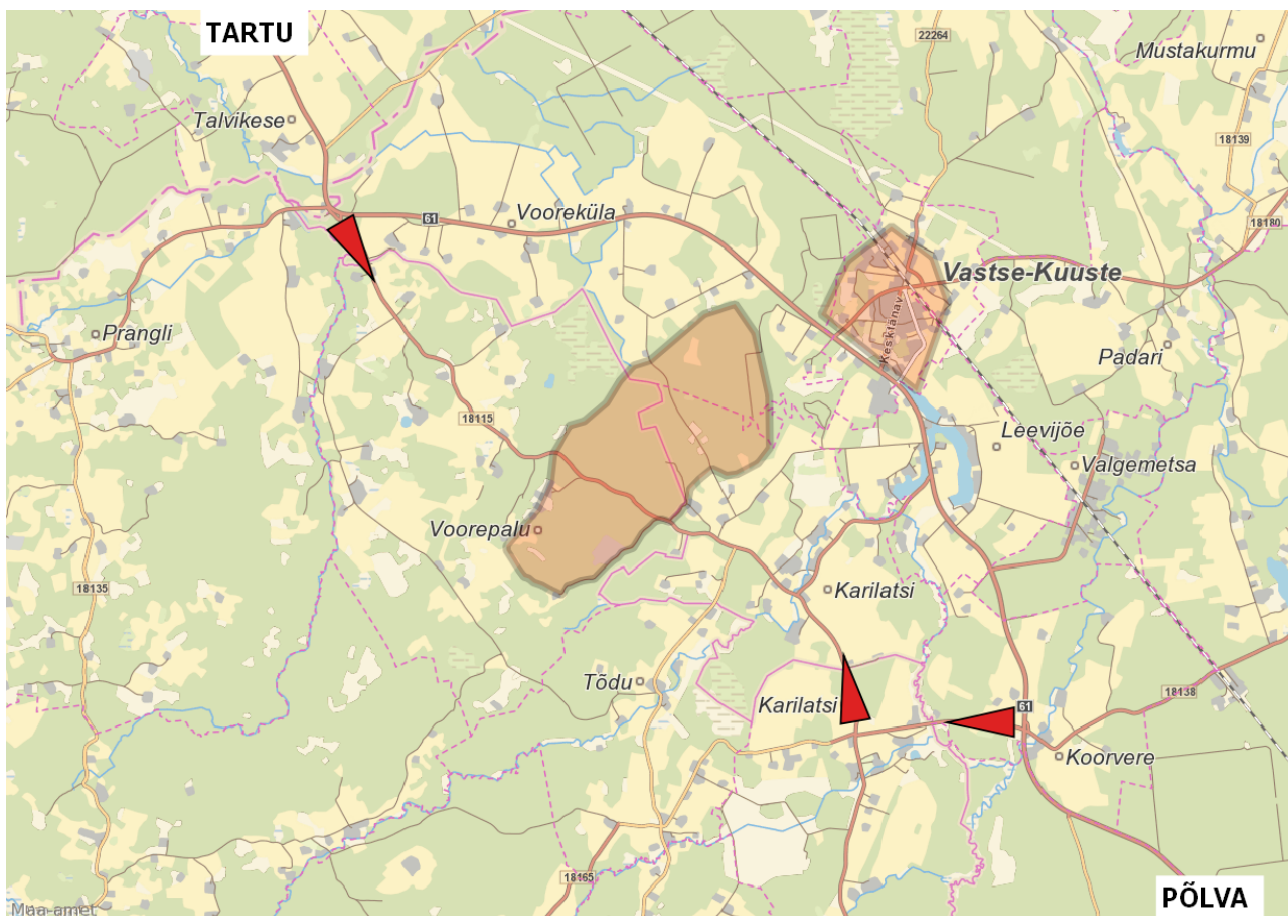 TARTU
22264
Mustakurmu
Talvikese
18139
61
Vooreküla
18180
Vastse-Kuuste
Kesktänav
Prangli
Padari
18115
Leevijõe
Valgemetsa
Voorepalu
18135
Karilatsi
Tõdu
18138
Karilatsi
61
Koorvere
18165
PÕLVA
Maa-amet